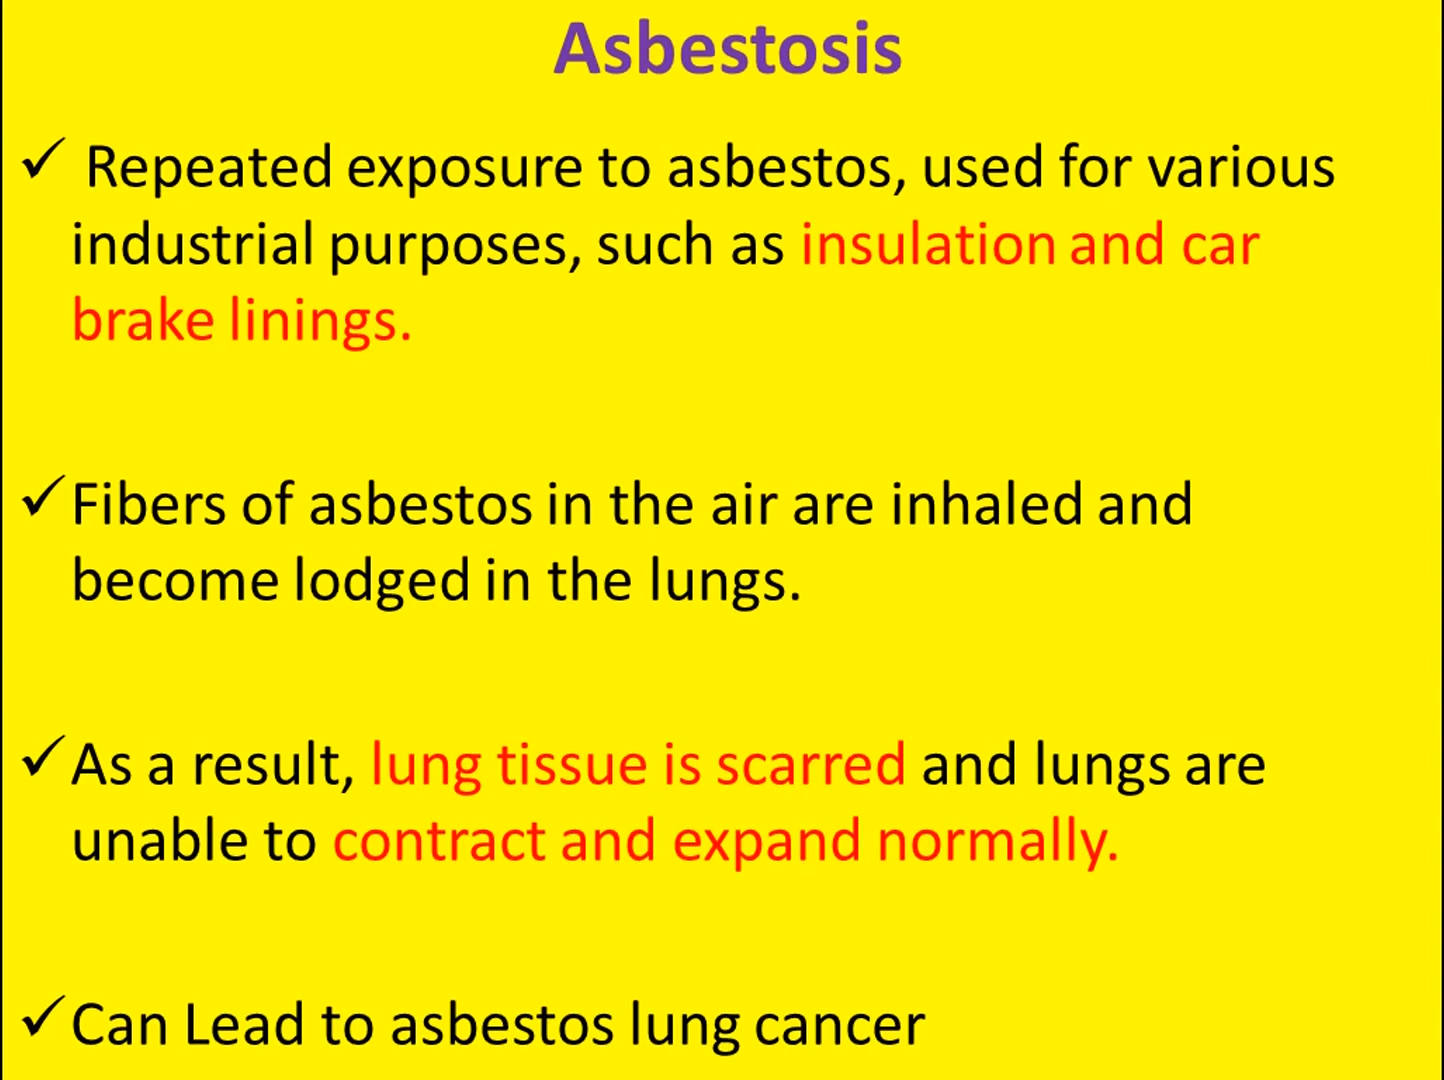 Asbestosis
✓ Repeated exposure to asbestos, used for various
industrial purposes, such as insulation and car
brake linings.
✓Fibers of asbestos in the air are inhaled and
become lodged in the lungs.
✓As a result, lung tissue is scarred and lungs are
unable to contract and expand normally.
✓Can Lead to asbestos lung cancer